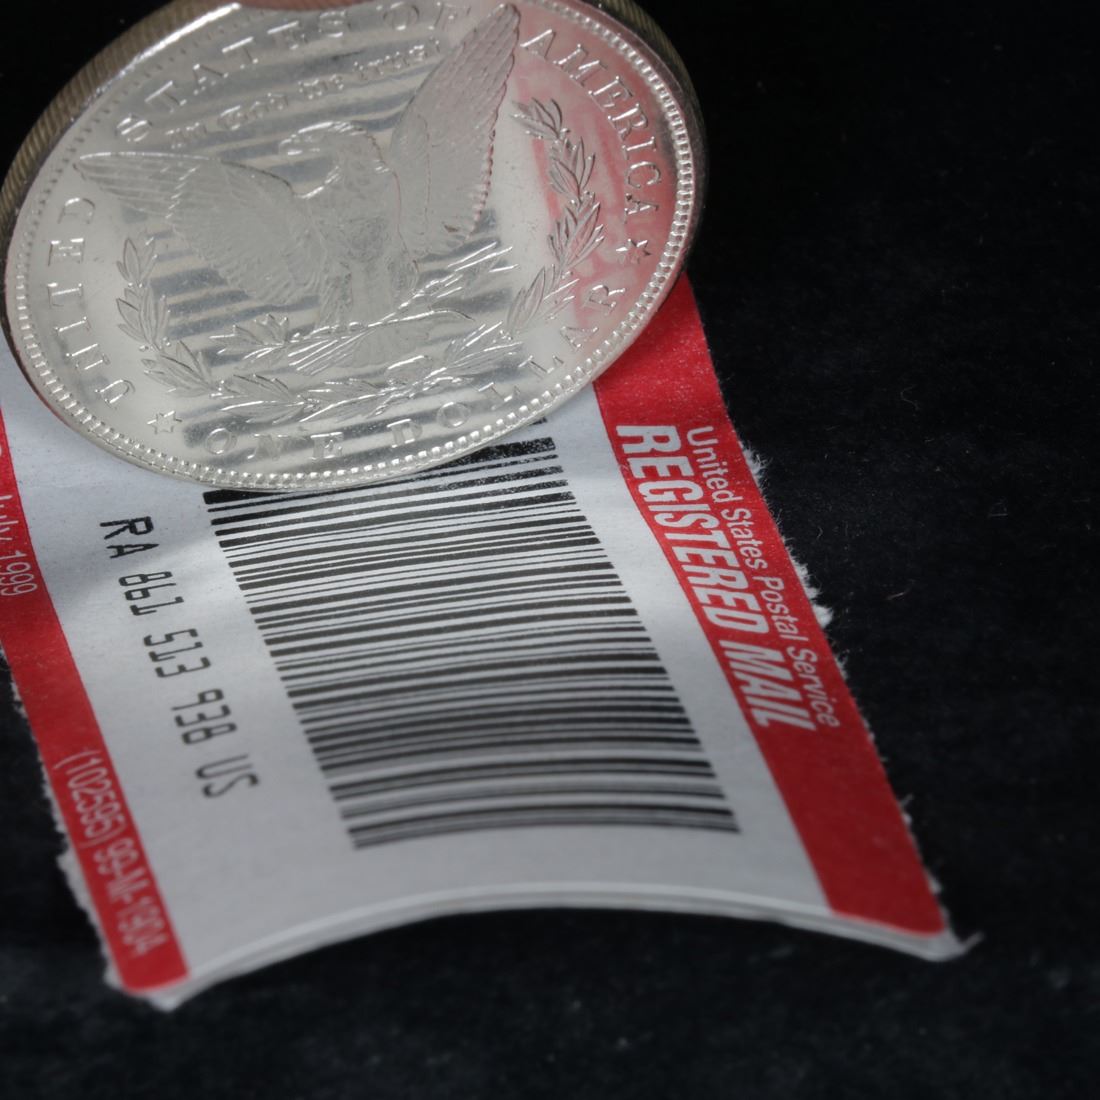 UNITED STATES OF AMERICA
In God we trust
ONE DOLLAR
United States Postal Service
REGISTERED MAIL
RA 861 513 938 US
July 1999
(102595) 99-M-1904